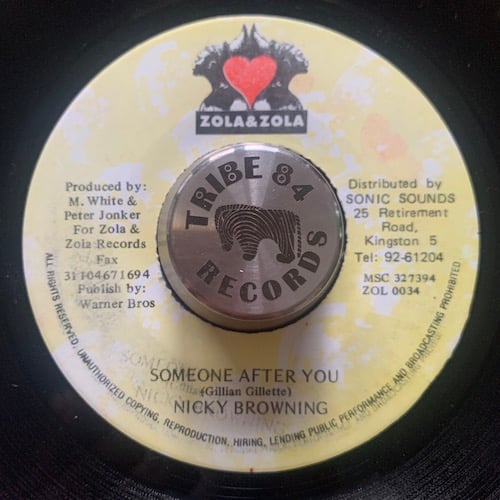 ZOLA&ZOLA
Produced by:
M. White &
Peter Jonker
For Zola &
Zola Records
Fax
31104671694
Publish by:
Warner Bros
TRIBE 84
RECORDS
Distributed by
SONIC SOUNDS
25 Retirement
Road,
Kingston 5
Tel: 92-61204
MSC 327394
ZOL 0034
SOMEONE AFTER YOU
(Gillian Gillette)
NICKY BROWNING
ALL RIGHTS RESERVED, UNAUTHORIZED COPYING, REPRODUCTION, HIRING, LENDING PUBLIC PERFORMANCE AND BROADCASTING PROHIBITED